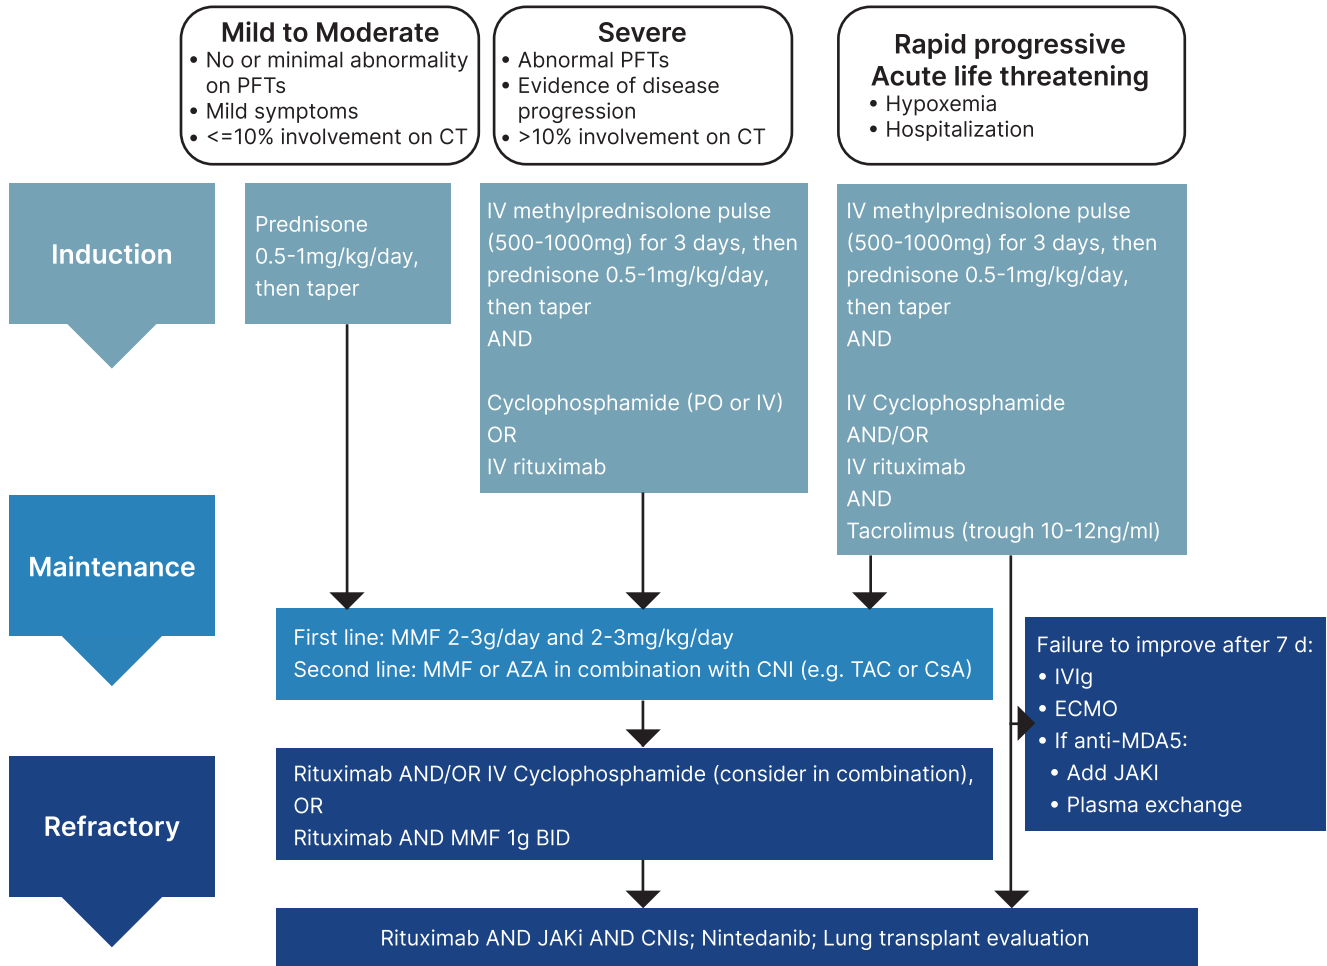 Mild to Moderate
• No or minimal abnormality
on PFTs
• Mild symptoms
• <=10% involvement on CT
Severe
• Abnormal PFTs
• Evidence of disease
progression
• >10% involvement on CT
Rapid progressive
Acute life threatening
• Hypoxemia
• Hospitalization
Induction
Prednisone
0.5-1mg/kg/day,
then taper
IV methylprednisolone pulse
(500-1000mg) for 3 days, then
prednisone 0.5-1mg/kg/day,
then taper
AND
Cyclophosphamide (PO or IV)
OR
IV rituximab
IV methylprednisolone pulse
(500-1000mg) for 3 days, then
prednisone 0.5-1mg/kg/day,
then taper
AND
IV Cyclophosphamide
AND/OR
IV rituximab
AND
Tacrolimus (trough 10-12ng/ml)
Maintenance
First line: MMF 2-3g/day and 2-3mg/kg/day
Second line: MMF or AZA in combination with CNI (e.g. TAC or CsA)
Failure to improve after 7 d:
• IVIg
• ECMO
• If anti-MDA5:
• Add JAKI
• Plasma exchange
Refractory
Rituximab AND/OR IV Cyclophosphamide (consider in combination),
OR
Rituximab AND MMF 1g BID
Rituximab AND JAKi AND CNIs; Nintedanib; Lung transplant evaluation